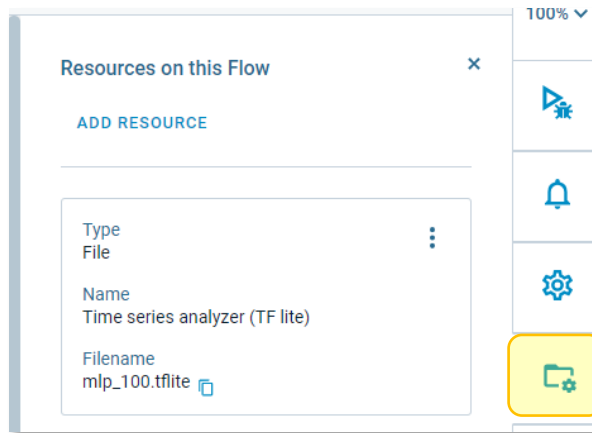 100%
Resources on this Flow
ADD RESOURCE
Type
File
Name
Time series analyzer (TF lite)
Filename
mlp_100.tflite